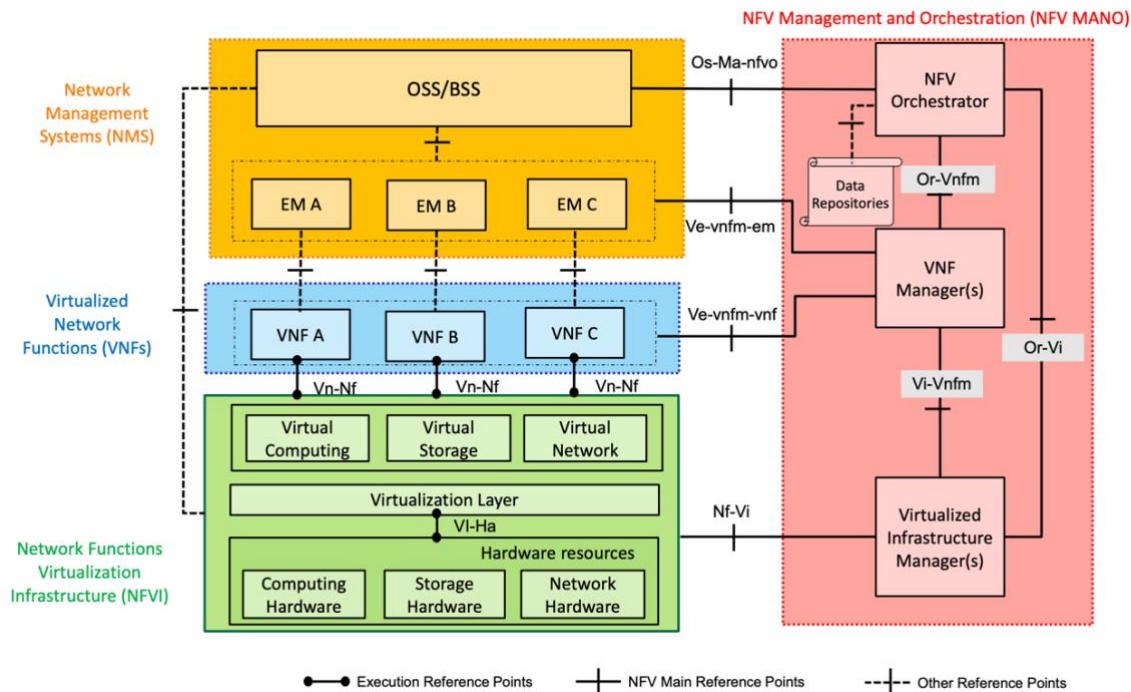 NFV Management and Orchestration (NFV MANO)
Network
Management
Systems (NMS)
OSS/BSS
Os-Ma-nfvo
NFV
Orchestrator
Data
Repositories
Or-Vnfm
EM A
EM B
EM C
Ve-vnfm-em
VNF
Manager(s)
Virtualized
Network
Functions (VNFs)
VNF A
VNF B
VNF C
Ve-vnfm-vnf
Or-Vi
Vn-Nf
Vn-Nf
Vn-Nf
Vi-Vnfm
Virtual
Computing
Virtual
Storage
Virtual
Network
Virtualization Layer
VI-Ha
Nf-Vi
Virtualized
Infrastructure
Manager(s)
Network Functions
Virtualization
Infrastructure (NFVI)
Hardware resources
Computing
Hardware
Storage
Hardware
Network
Hardware
Execution Reference Points
NFV Main Reference Points
Other Reference Points